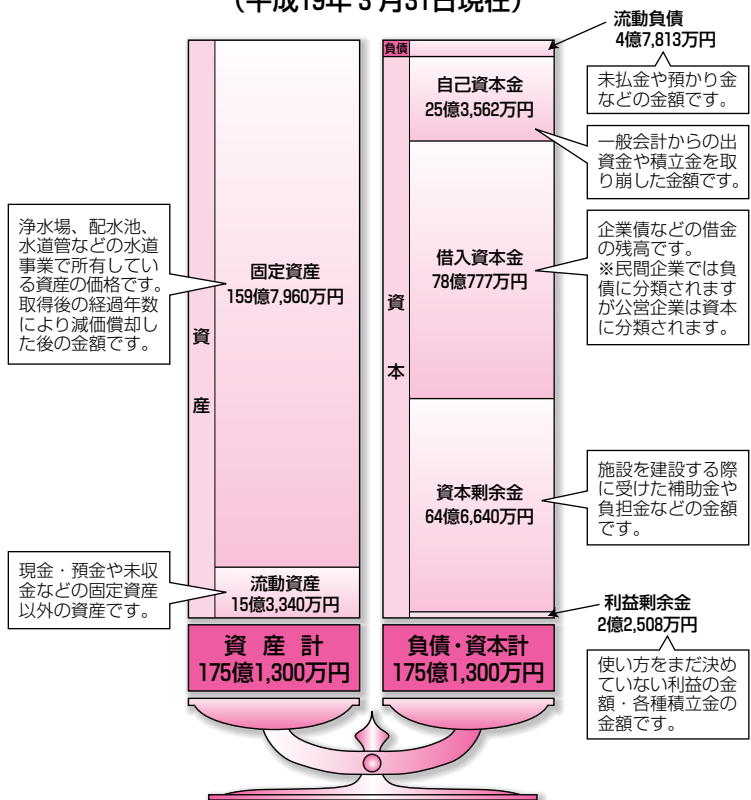 （平成19年３月31日現在）
資産
固定資産
159億7,960万円
浄水場、配水池、
水道管などの水道
事業で所有してい
る資産の価格です。
取得後の経過年数
により減価償却し
た後の金額です。
流動資産
15億3,340万円
現金・預金や未収
金などの固定資産
以外の資産です。
資産計
175億1,300万円
負債
流動負債
4億7,813万円
未払金や預かり金
などの金額です。
資本
自己資本金
25億3,562万円
一般会計からの出
資金や積立金を取
り崩した金額です。
借入資本金
78億777万円
企業債などの借金
の残高です。
※民間企業では負
債に分類されます
が公営企業は資本
に分類されます。
資本剰余金
64億6,640万円
施設を建設する際
に受けた補助金や
負担金などの金額
です。
利益剰余金
2億2,508万円
使い方をまだ決め
ていない利益の金
額・各種積立金の
金額です。
負債・資本計
175億1,300万円